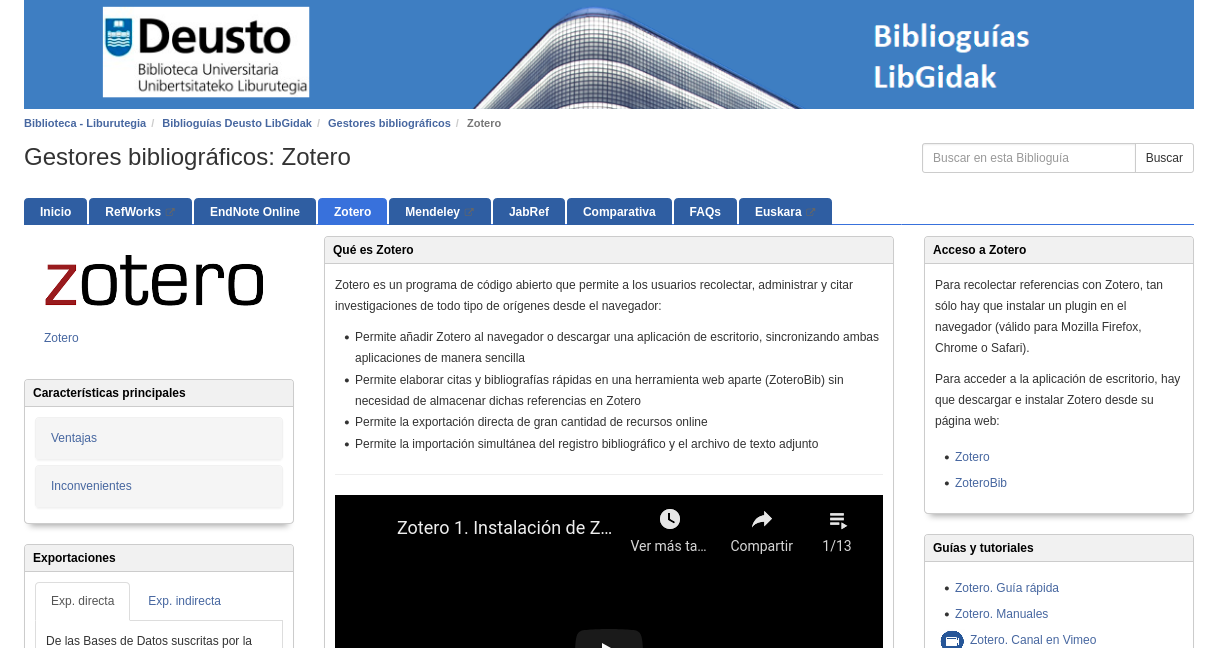 Deusto
Biblioteca Universitaria
Unibertsitateko Liburutegia
Biblioguías
LibGidak
Biblioteca - Liburutegia / Biblioguías Deusto LibGidak / Gestores bibliográficos / Zotero
Gestores bibliográficos: Zotero
Buscar en esta Biblioguía
Buscar
Inicio RefWorks EndNote Online Zotero Mendeley JabRef Comparativa FAQs Euskara
zotero
Zotero
Características principales
Ventajas
Inconvenientes
Exportaciones
Exp. directa Exp. indirecta
De las Bases de Datos suscritas por la
Qué es Zotero
Zotero es un programa de código abierto que permite a los usuarios recolectar, administrar y citar
investigaciones de todo tipo de orígenes desde el navegador:
• Permite añadir Zotero al navegador o descargar una aplicación de escritorio, sincronizando ambas
aplicaciones de manera sencilla
• Permite elaborar citas y bibliografías rápidas en una herramienta web aparte (ZoteroBib) sin
necesidad de almacenar dichas referencias en Zotero
• Permite la exportación directa de gran cantidad de recursos online
• Permite la importación simultánea del registro bibliográfico y el archivo de texto adjunto
Zotero 1. Instalación de Z…
Ver más ta…
Compartir
1/13
Acceso a Zotero
Para recolectar referencias con Zotero, tan
sólo hay que instalar un plugin en el
navegador (válido para Mozilla Firefox,
Chrome o Safari).
Para acceder a la aplicación de escritorio, hay
que descargar e instalar Zotero desde su
página web:
• Zotero
• ZoteroBib
Guías y tutoriales
• Zotero. Guía rápida
• Zotero. Manuales
Zotero. Canal en Vimeo